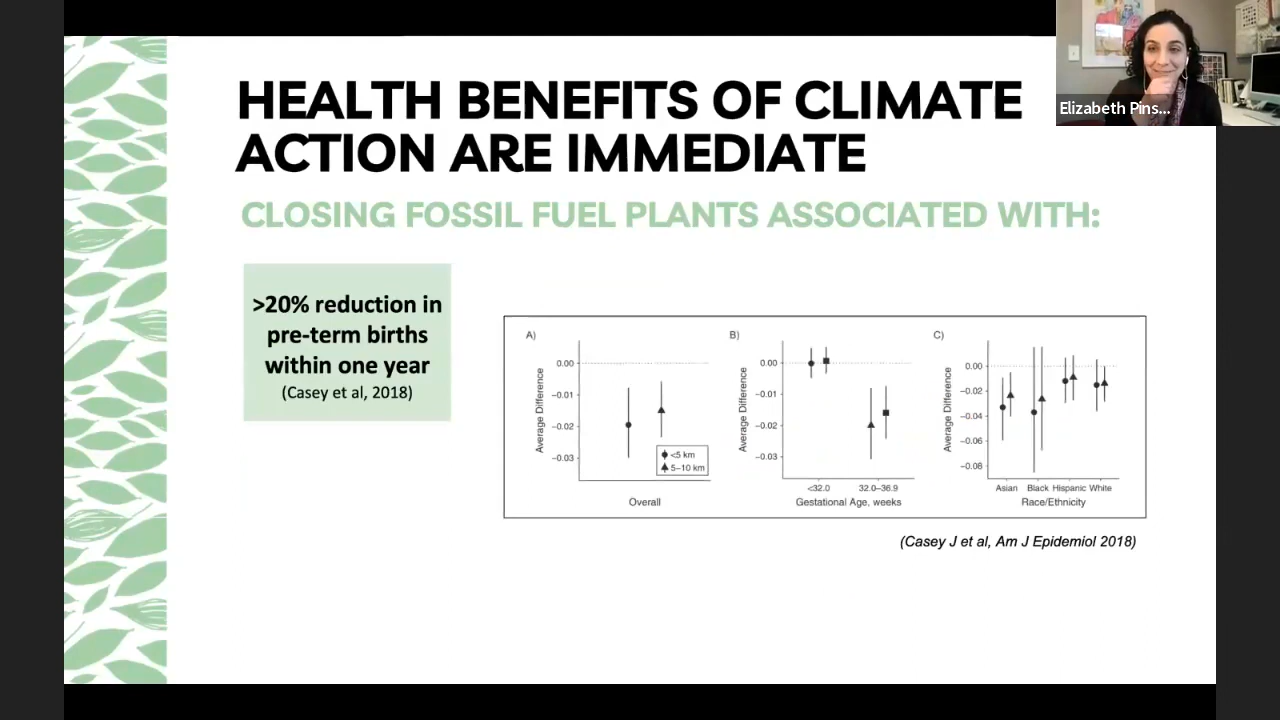 HEALTH BENEFITS OF CLIMATE
ACTION ARE IMMEDIATE
Elizabeth Pins...
CLOSING FOSSIL FUEL PLANTS ASSOCIATED WITH:
>20% reduction in
pre-term births
within one year
(Casey et al, 2018)
A)
Average Difference
0.00
−0.01
−0.02
−0.03
<5 km
5–10 km
Overall
B)
Average Difference
0.00
−0.01
−0.02
−0.03
<32.0
32.0–36.9
Gestational Age, weeks
C)
Average Difference
0.00
−0.02
−0.04
−0.06
−0.08
Asian Black Hispanic White
Race/Ethnicity
(Casey J et al, Am J Epidemiol 2018)